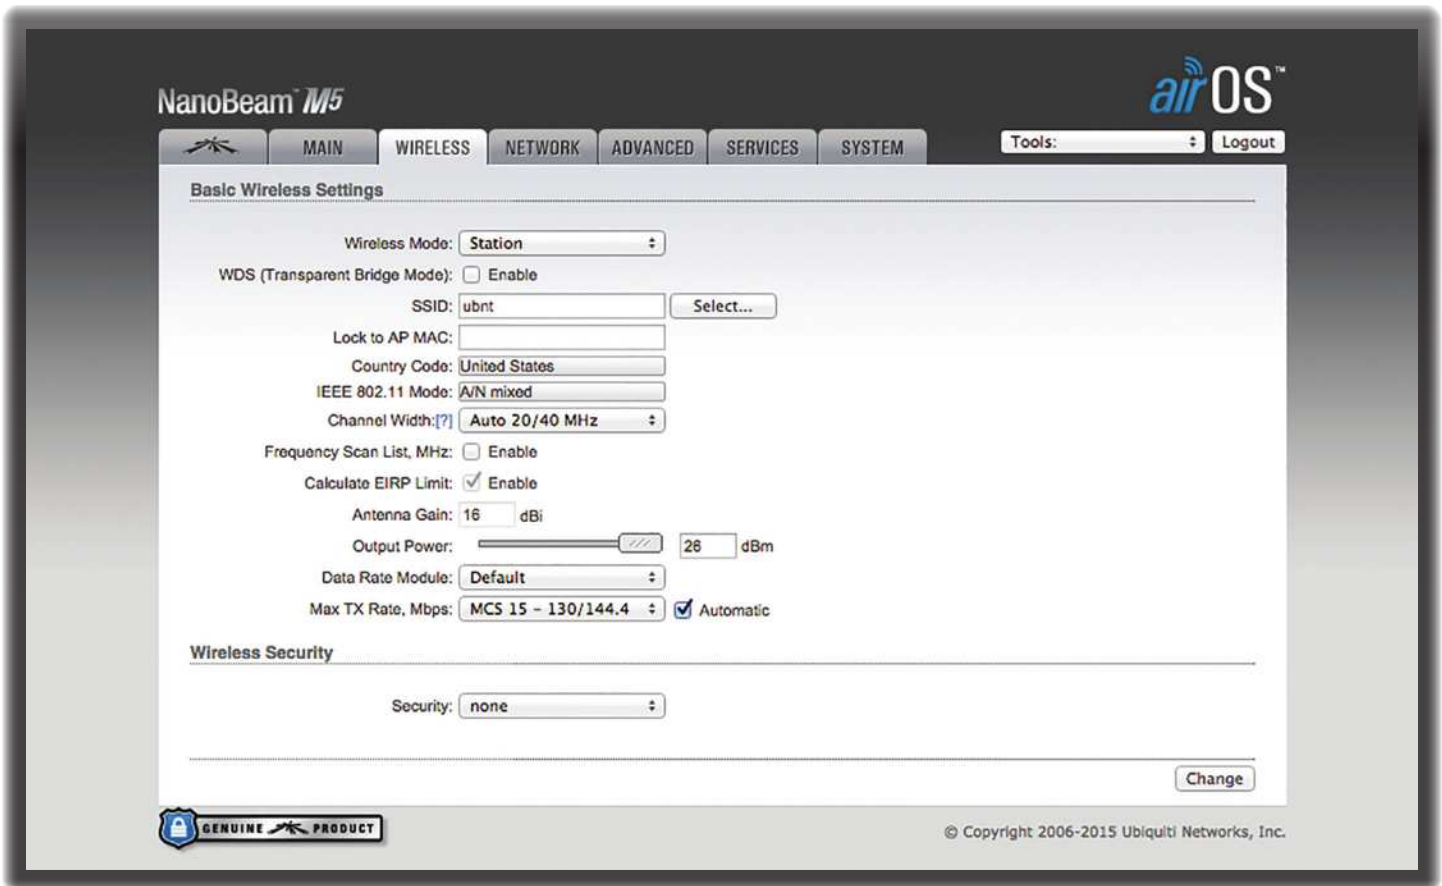 airOS™
NanoBeam™ M5
MAIN WIRELESS NETWORK ADVANCED SERVICES SYSTEM Tools: Logout
Basic Wireless Settings
Wireless Mode: Station
WDS (Transparent Bridge Mode): Enable
SSID: ubnt Select...
Lock to AP MAC:
Country Code: United States
IEEE 802.11 Mode: A/N mixed
Channel Width:[?] Auto 20/40 MHz
Frequency Scan List, MHz: Enable
Calculate EIRP Limit: Enable
Antenna Gain: 16 dBi
Output Power: 26 dBm
Data Rate Module: Default
Max TX Rate, Mbps: MCS 15 – 130/144.4 Automatic
Wireless Security
Security: none
Change
GENUINE PRODUCT
© Copyright 2006-2015 Ubiquiti Networks, Inc.